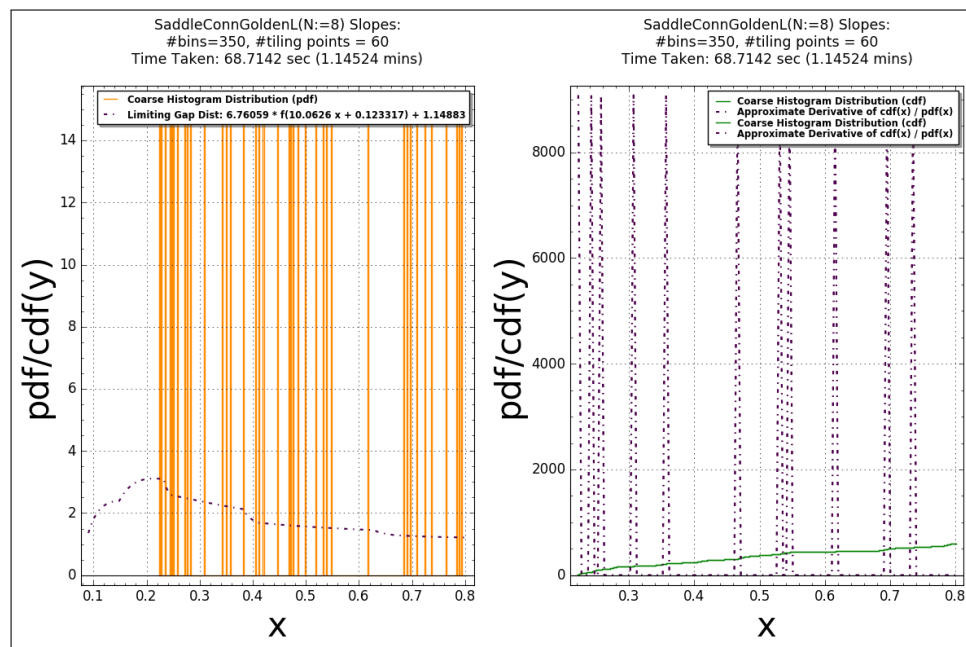 SaddleConnGoldenL(N:=8) Slopes:
#bins=350, #tiling points = 60
Time Taken: 68.7142 sec (1.14524 mins)
Coarse Histogram Distribution (pdf)
Limiting Gap Dist: 6.76059 * f(10.0626 x + 0.123317) + 1.14883
14
12
10
8
6
4
2
0
pdf/cdf(y)
0.1 0.2 0.3 0.4 0.5 0.6 0.7 0.8
x
SaddleConnGoldenL(N:=8) Slopes:
#bins=350, #tiling points = 60
Time Taken: 68.7142 sec (1.14524 mins)
Coarse Histogram Distribution (cdf)
Approximate Derivative of cdf(x) / pdf(x)
Coarse Histogram Distribution (cdf)
Approximate Derivative of cdf(x) / pdf(x)
8000
6000
4000
2000
0
pdf/cdf(y)
0.3 0.4 0.5 0.6 0.7 0.8
x